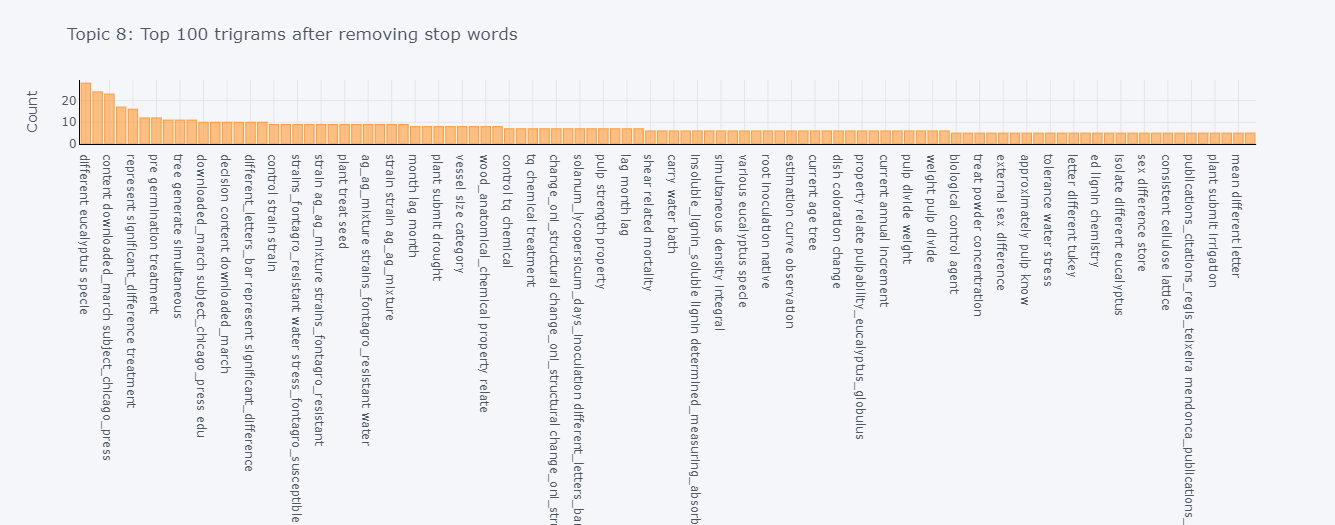 Topic 8: Top 100 trigrams after removing stop words
Count
20
10
0
different eucalyptus specie
content downloaded_march subject_chicago_press
represent significant_difference treatment
pre germination treatment
tree generate simultaneous
downloaded_march subject_chicago_press edu
decision content downloaded_march
different_letters_bar represent significant_difference
control strain strain
strains_fontagro_resistant water stress_fontagro_susceptible
strain ag_ag_mixture strains_fontagro_resistant
plant treat seed
ag_ag_mixture strains_fontagro_resistant water
strain strain ag_ag_mixture
month lag month
plant submit drought
vessel size category
wood_anatomical_chemical property relate
control tq chemical
tq chemical treatment
change_onl_structural change_onl_structural change_onl_stru
solanum_lycopersicum _days_inoculation different_letters_ba
pulp strength property
lag month lag
shear related mortality
carry water bath
insoluble_lignin_soluble lignin determined_measuring_absorb
simultaneous density integral
various eucalyptus specie
root inoculation native
estimation curve observation
current age tree
dish coloration change
property relate pulpability_eucalyptus_globulus
current annual increment
pulp divide weight
weight pulp divide
biological control agent
treat powder concentration
external sex difference
approximately pulp know
tolerance water stress
letter different tukey
ed lignin chemistry
isolate different eucalyptus
sex difference store
consistent cellulose lattice
publications_citations_regis_teixeira mendonca_publications_
plant submit irrigation
mean different letter